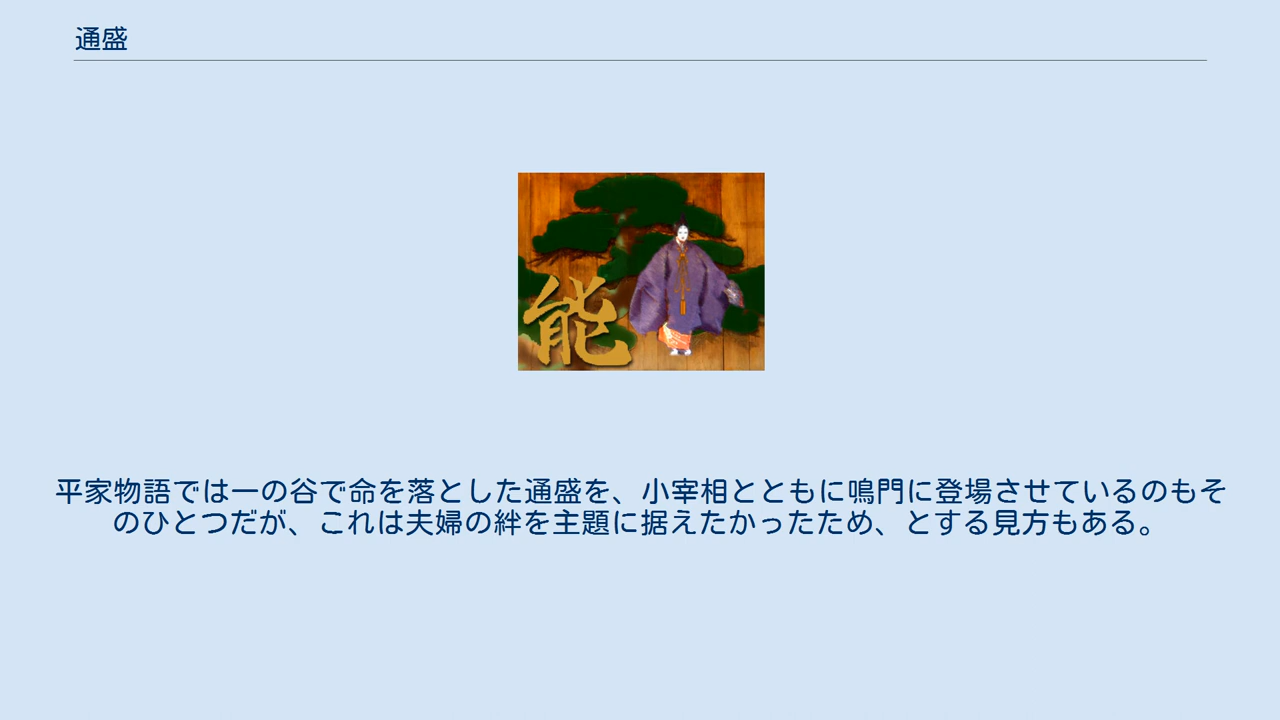 通盛
能
平家物語では一の谷で命を落とした通盛を、小宰相とともに鳴門に登場させているのもそ
のひとつだが、これは夫婦の絆を主題に据えたかったため、とする見方もある。